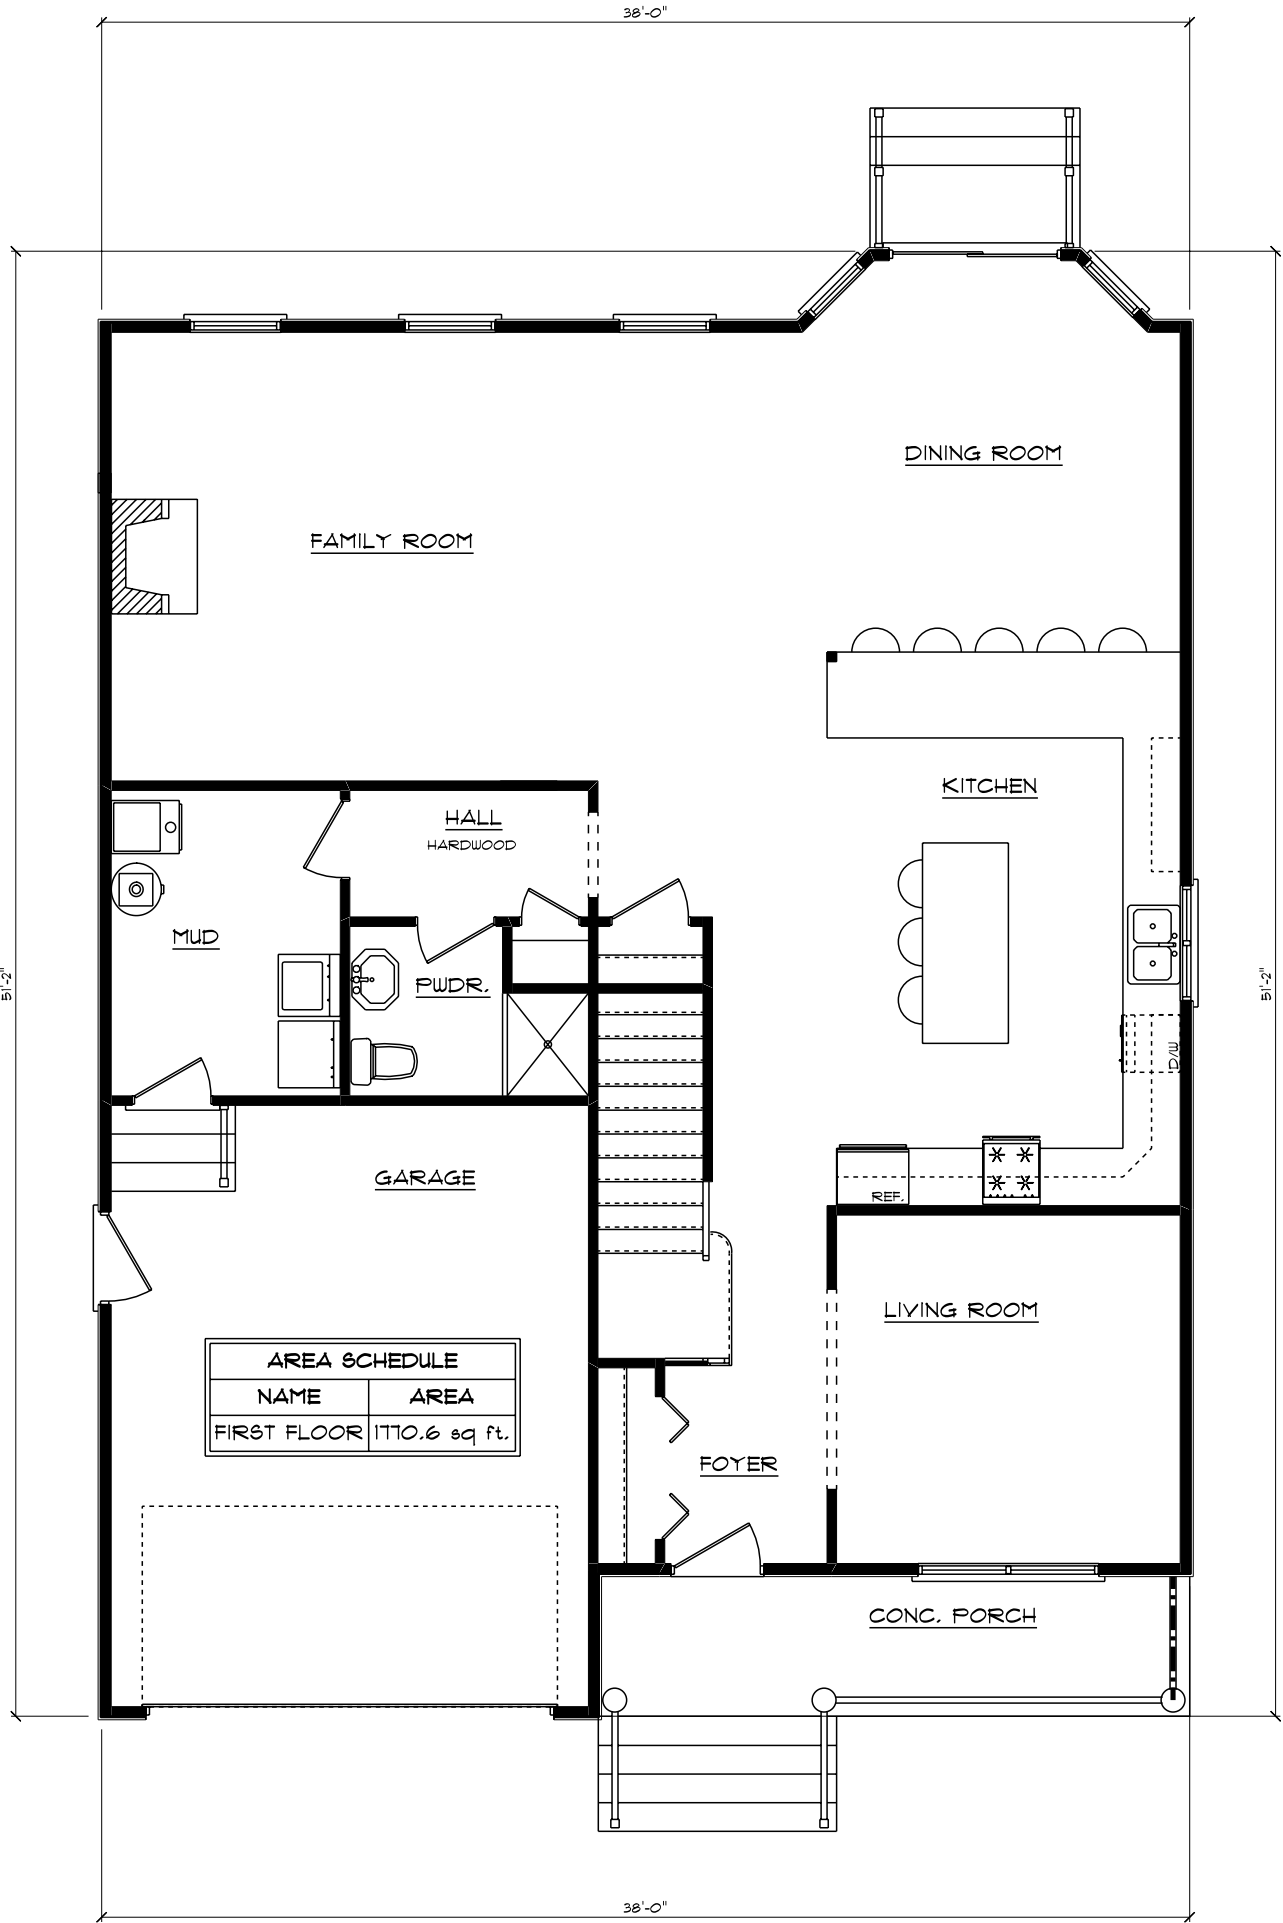 38'-0"
DINING ROOM
FAMILY ROOM
KITCHEN
HALL
HARDWOOD
MUD
PWDR.
51'-2"
51'-2"
D/W
GARAGE
REF.
LIVING ROOM
AREA SCHEDULE
NAME AREA
FIRST FLOOR 1770.6 sq ft.
FOYER
CONC. PORCH
38'-0"